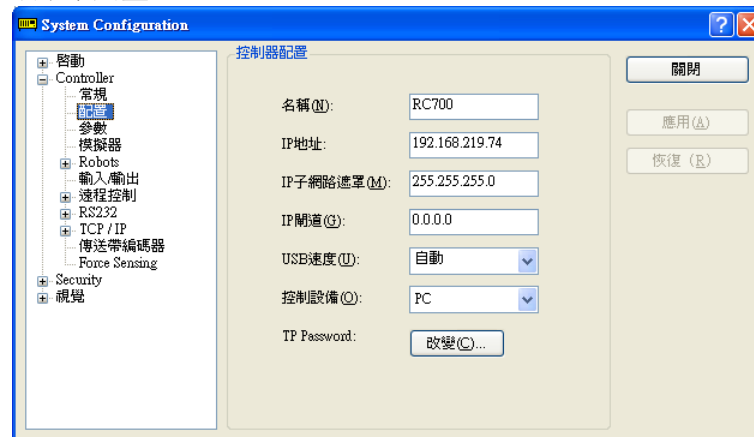 System Configuration
啓動
Controller
常規
配置
參數
模擬器
Robots
輸入/輸出
遠程控制
RS232
TCP / IP
傳送帶編碼器
Force Sensing
Security
視覺
控制器配置
名稱(N): RC700
IP地址: 192.168.219.74
IP子網路遮罩(M): 255.255.255.0
IP閘道(G): 0.0.0.0
USB速度(U): 自動
控制設備(O): PC
TP Password: 改變(C)...
關閉
應用(A)
恢復 (R)